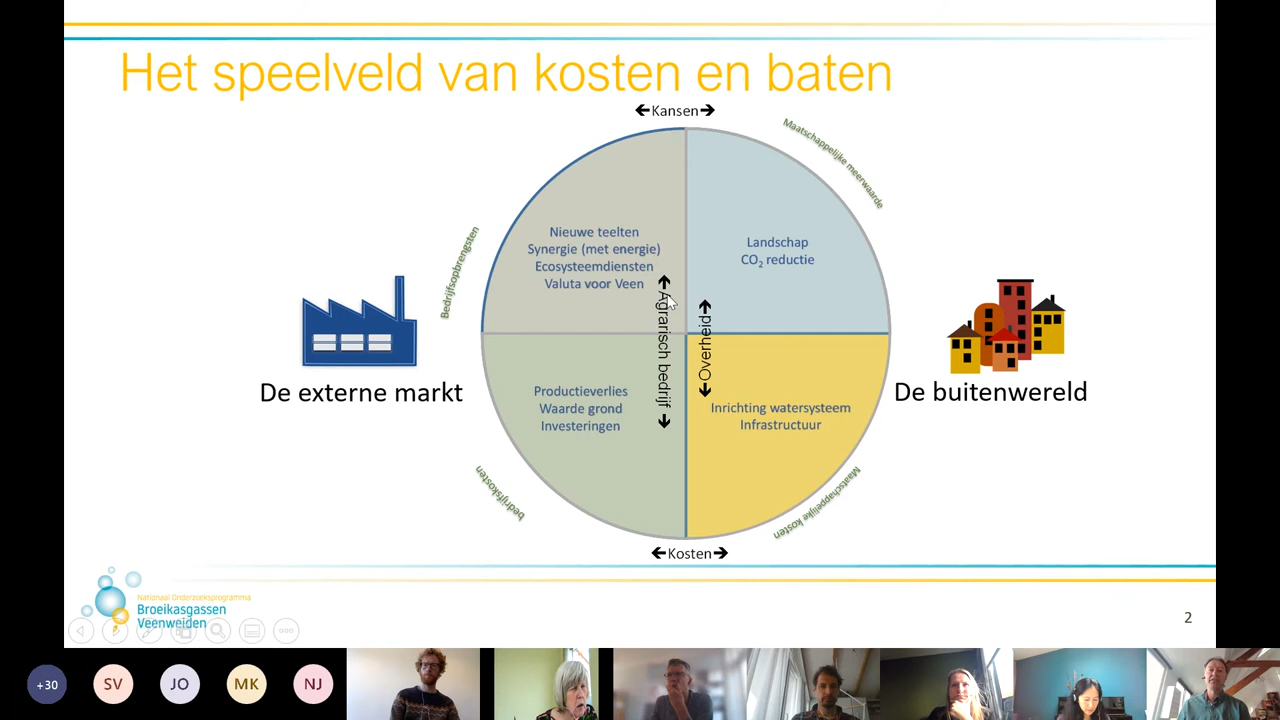 Het speelveld van kosten en baten
🡨Kansen🡪
Maatschappelijke meerwaarde
Bedrijfsopbrengsten
Nieuwe teelten
Synergie (met energie)
Ecosysteemdiensten
Valuta voor Veen
Landschap
CO2 reductie
Agrarisch bedrijf
Overheid
De externe markt
De buitenwereld
Productieverlies
Waarde grond
Investeringen
Inrichting watersysteem
Infrastructuur
bedrijfskosten
Maatschappelijke kosten
🡨Kosten🡪
Nationaal Onderzoeksprogramma
Broeikasgassen
Veenweiden
2
+30
SV
JO
MK
NJ